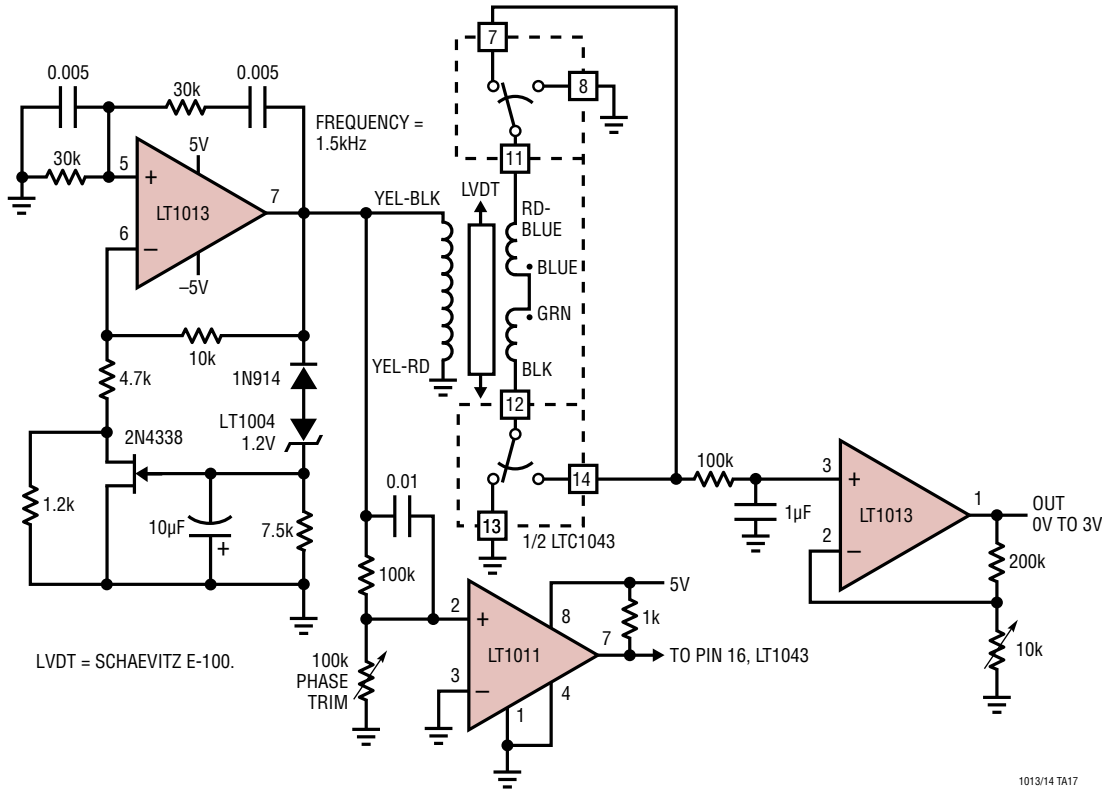 0.005
30k
0.005
FREQUENCY =
1.5kHz
30k
5
+
5V
LT1013
7
6
–
–5V
10k
4.7k
1N914
LT1004
1.2V
2N4338
1.2k
10µF
+
7.5k
LVDT = SCHAEVITZ E-100.
YEL-BLK
YEL-RD
LVDT
7
8
11
RD-
BLUE
BLUE
GRN
BLK
12
14
13
1/2 LTC1043
0.01
100k
100k
PHASE
TRIM
2
+
3
–
LT1011
8
5V
1k
7
TO PIN 16, LT1043
4
1
100k
1µF
3
+
LT1013
2
–
1
OUT
0V TO 3V
200k
10k
1013/14 TA17